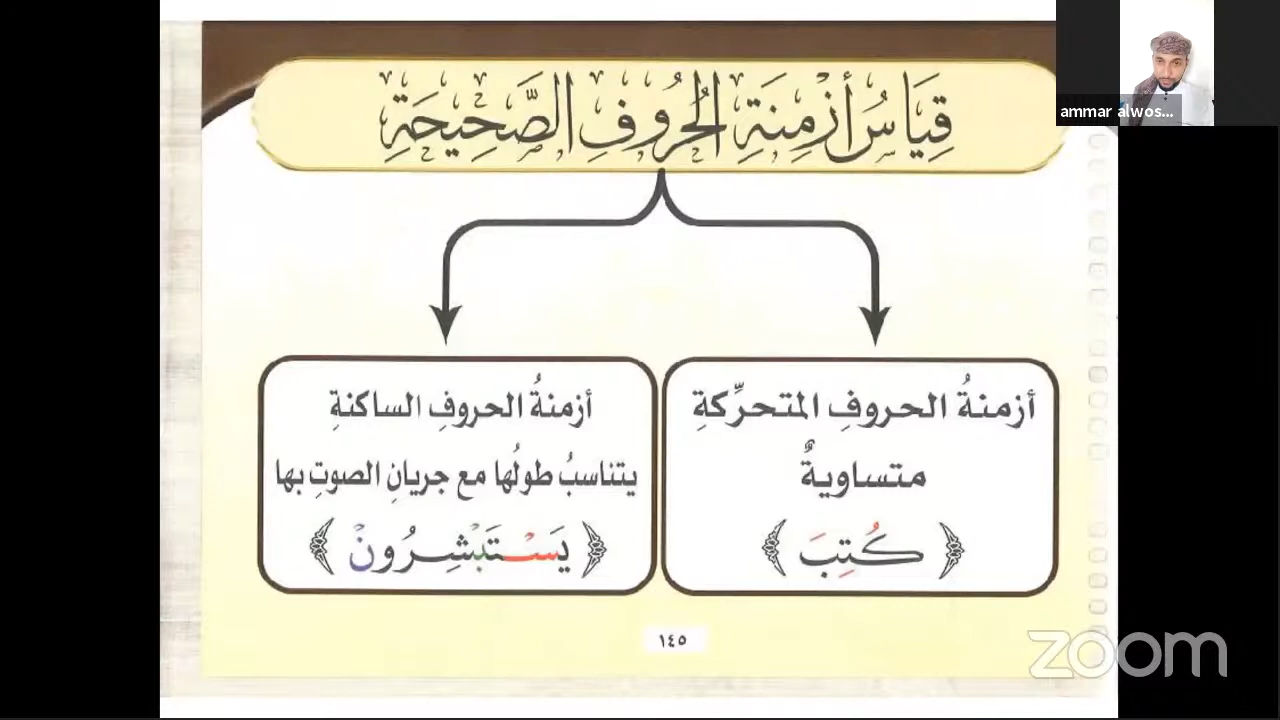 قِيَاسُ أَزْمِنَةِ الْحُرُوفِ الصَّحِيحَةِ
أزمنةُ الحروفِ المتحرِّكةِ
متساويةٌ
﴿ كُتِبَ ﴾
أزمنةُ الحروفِ الساكنةِ
يتناسبُ طولُها مع جريانِ الصوتِ بها
﴿ يَسْتَبْشِرُونْ ﴾
١٤٥
ammar alwos...
zoom